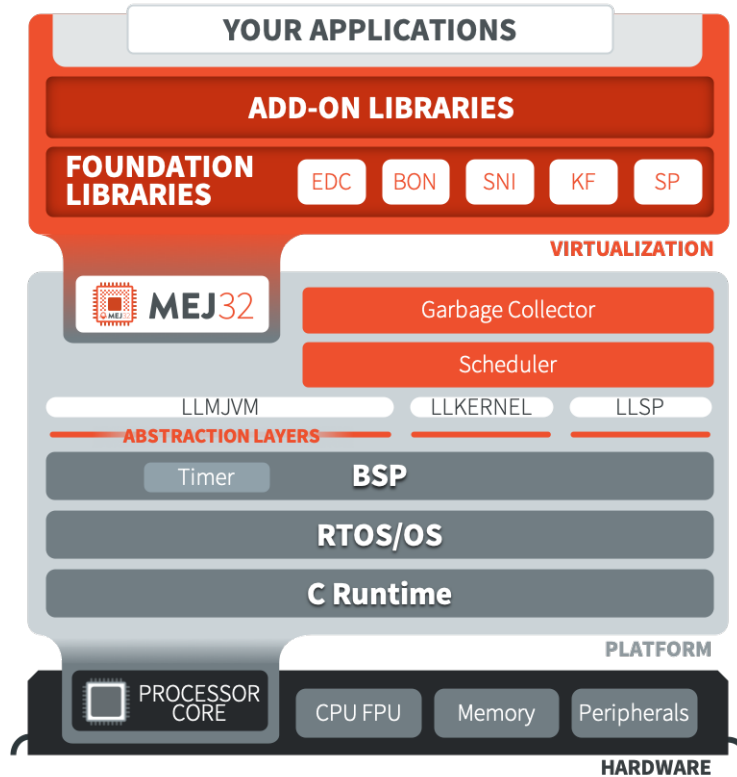 YOUR APPLICATIONS
ADD-ON LIBRARIES
FOUNDATION
LIBRARIES
EDC BON SNI KF SP
VIRTUALIZATION
MEJ32
Garbage Collector
Scheduler
LLMJVM LLKERNEL LLSP
ABSTRACTION LAYERS
Timer BSP
RTOS/OS
C Runtime
PLATFORM
PROCESSOR
CORE
CPU FPU Memory Peripherals
HARDWARE